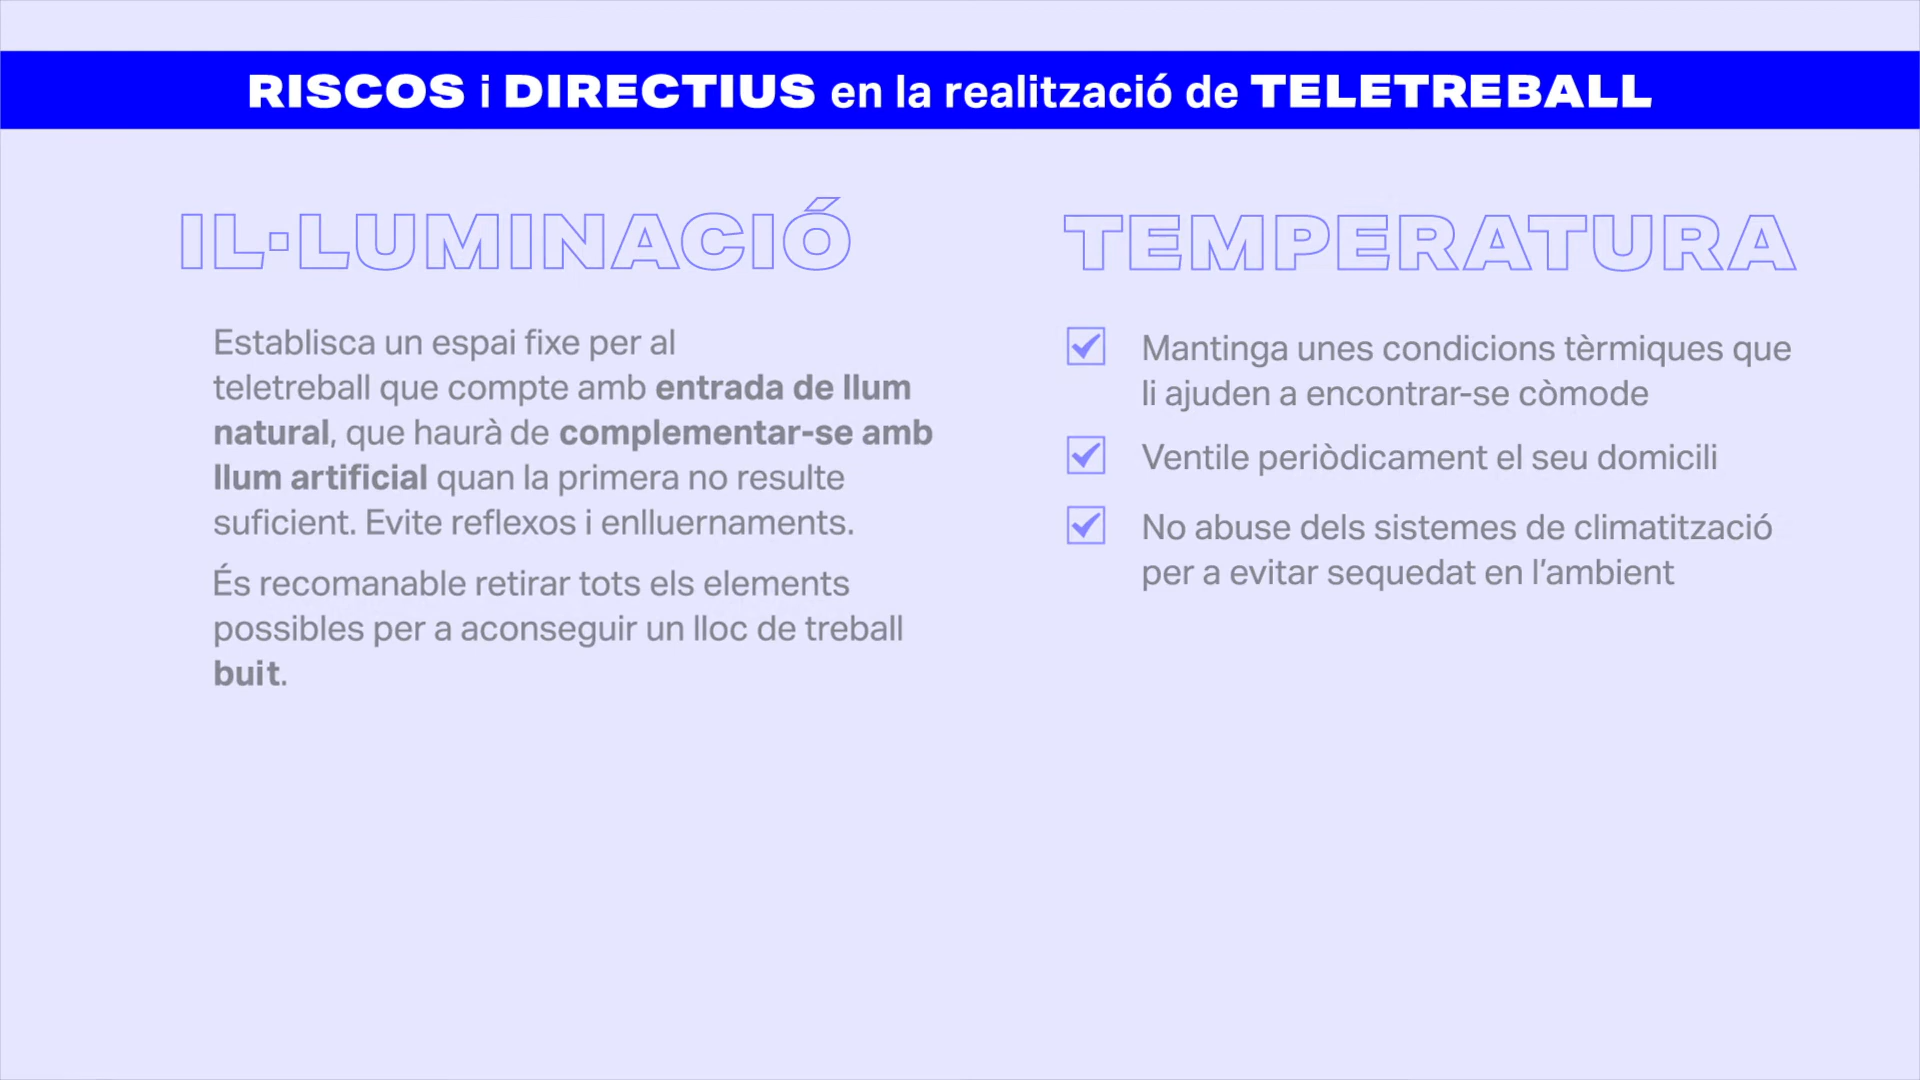 RISCOS i DIRECTIUS en la realització de TELETREBALL
IL·LUMINACIÓ
Establisca un espai fixe per al
teletreball que compte amb entrada de llum
natural, que haurà de complementar-se amb
llum artificial quan la primera no resulte
suficient. Evite reflexos i enlluernaments.
És recomanable retirar tots els elements
possibles per a aconseguir un lloc de treball
buit.
TEMPERATURA
Mantinga unes condicions tèrmiques que
li ajuden a encontrar-se còmode
Ventile periòdicament el seu domicili
No abuse dels sistemes de climatització
per a evitar sequedat en l’ambient